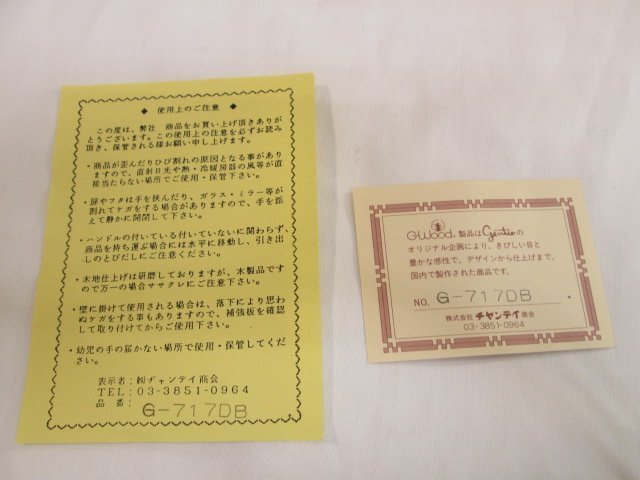 ◆ 使用上のご注意 ◆
この度は、弊社 商品をお買い上げ頂きありが
とうございます。この使用上の注意を必ずお読み
頂き、保管される様お願い申し上げます。
・商品が歪んだりひび割れの原因となる事があり
ますので、直射日光や熱・冷暖房器の風等が直
接当たらない場所でご使用・保管下さい。
・扉やフタは手を挟んだり、ガラス・ミラー等が
割れてケガをする場合がありますので、手を添
えて静かに開閉して下さい。
・ハンドルの付いている付いていないに関わらず、
商品を持ち運ぶ場合には水平に移動し、引き出
しのとびだしにご注意ください。
・木地仕上げは研磨しておりますが、木製品です
ので万一の場合ササクレにご注意下さい。
・壁に掛けて使用される場合は、落下により思わ
ぬケガをする事もありますので、補強板を確認
して取り付けてからご使用下さい。
・幼児の手の届かない場所で使用・保管してくだ
さい。
表示者：㈱チャンテイ商会
TEL：03-3851-0964
品番：G-717DB
G-Wood. 製品はGentleの
オリジナル企画により、きびしい目と
豊かな感性で、デザインから仕上げまで、
国内で製作された商品です。
NO. G-717DB
株式会社 チャンテイ商会
03-3851-0964